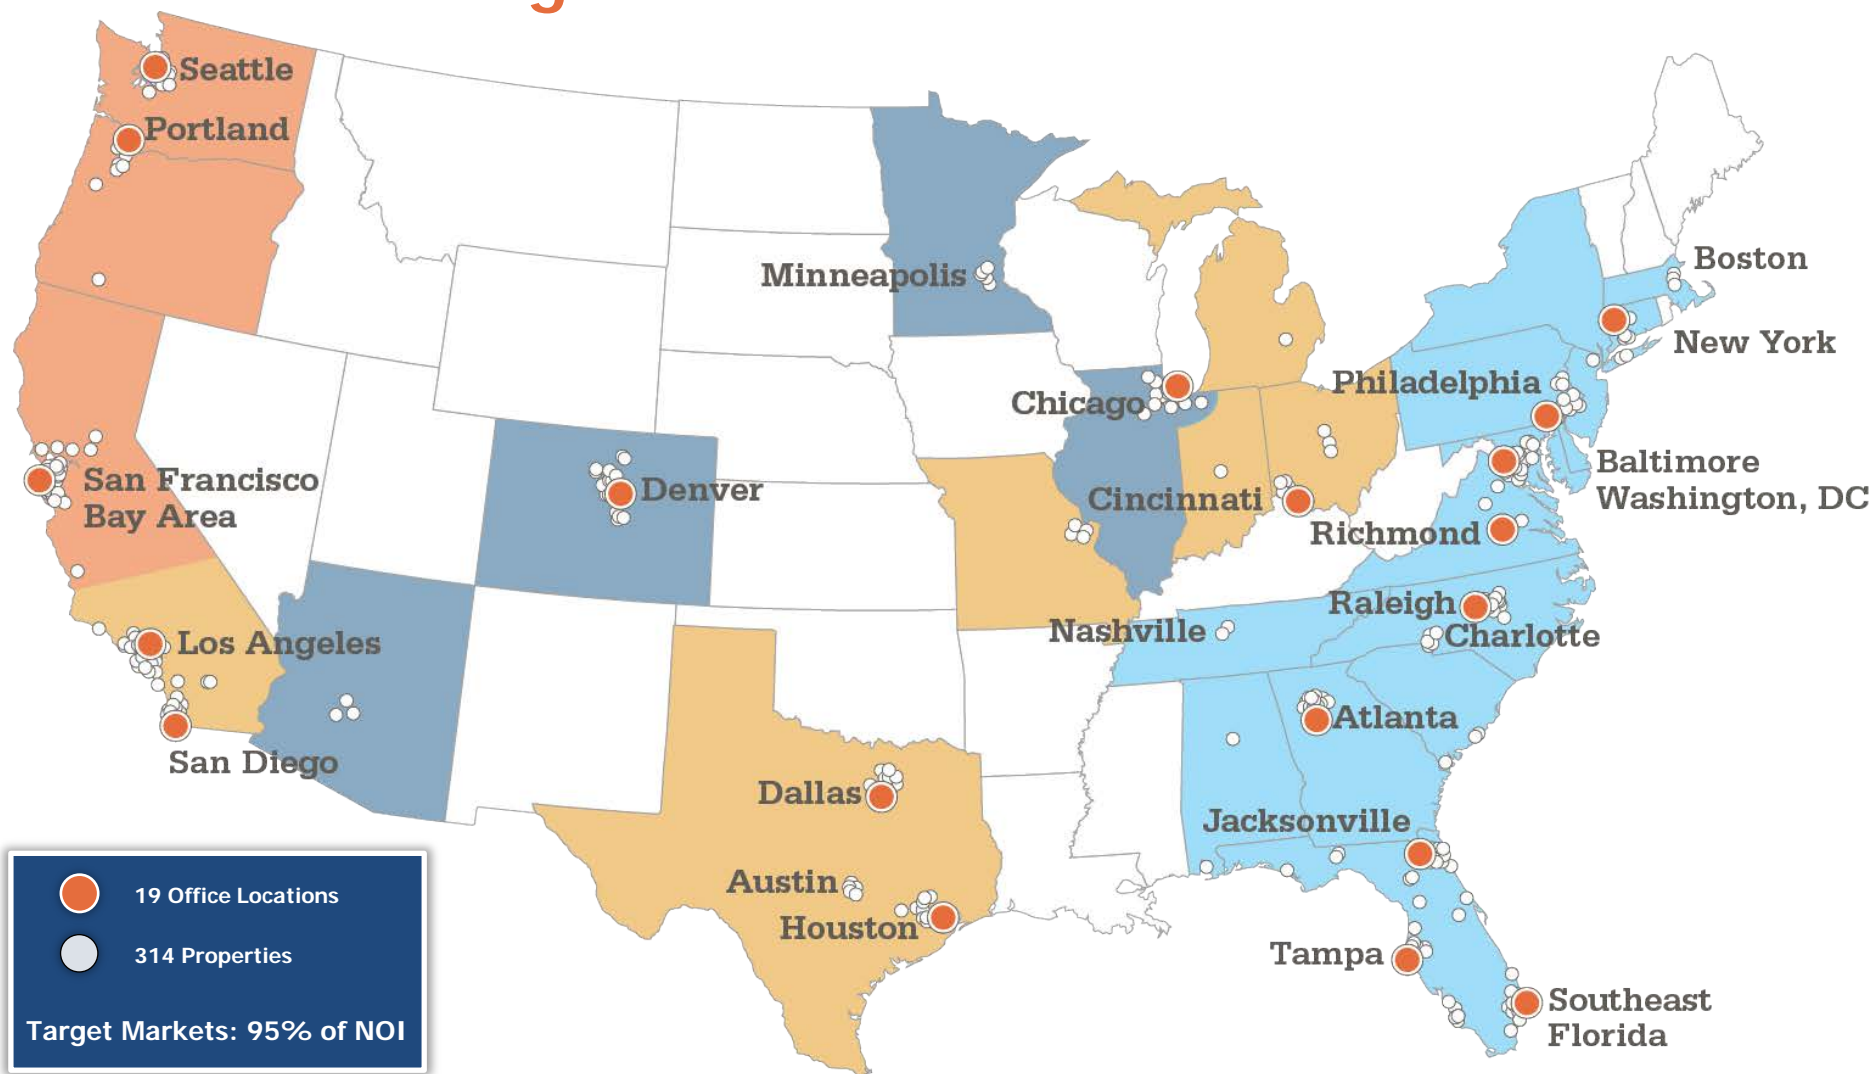 Seattle
Portland
Boston
Minneapolis
New York
Philadelphia
Chicago
Baltimore
Washington, DC
San Francisco
Bay Area
Denver
Cincinnati
Richmond
Raleigh
Nashville
Charlotte
Los Angeles
Atlanta
San Diego
Dallas
Jacksonville
Austin
Houston
Tampa
Southeast
Florida
19 Office Locations
314 Properties
Target Markets: 95% of NOI